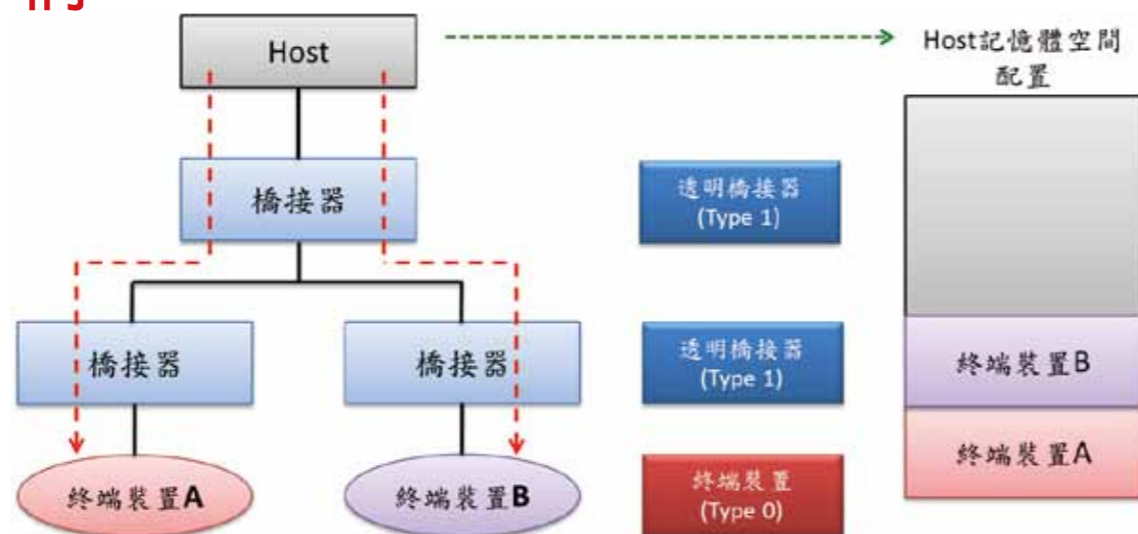 Host
Host記憶體空間
配置
橋接器
透明橋接器
(Type 1)
橋接器
橋接器
透明橋接器
(Type 1)
終端裝置B
終端裝置A
終端裝置A
終端裝置B
終端裝置
(Type 0)